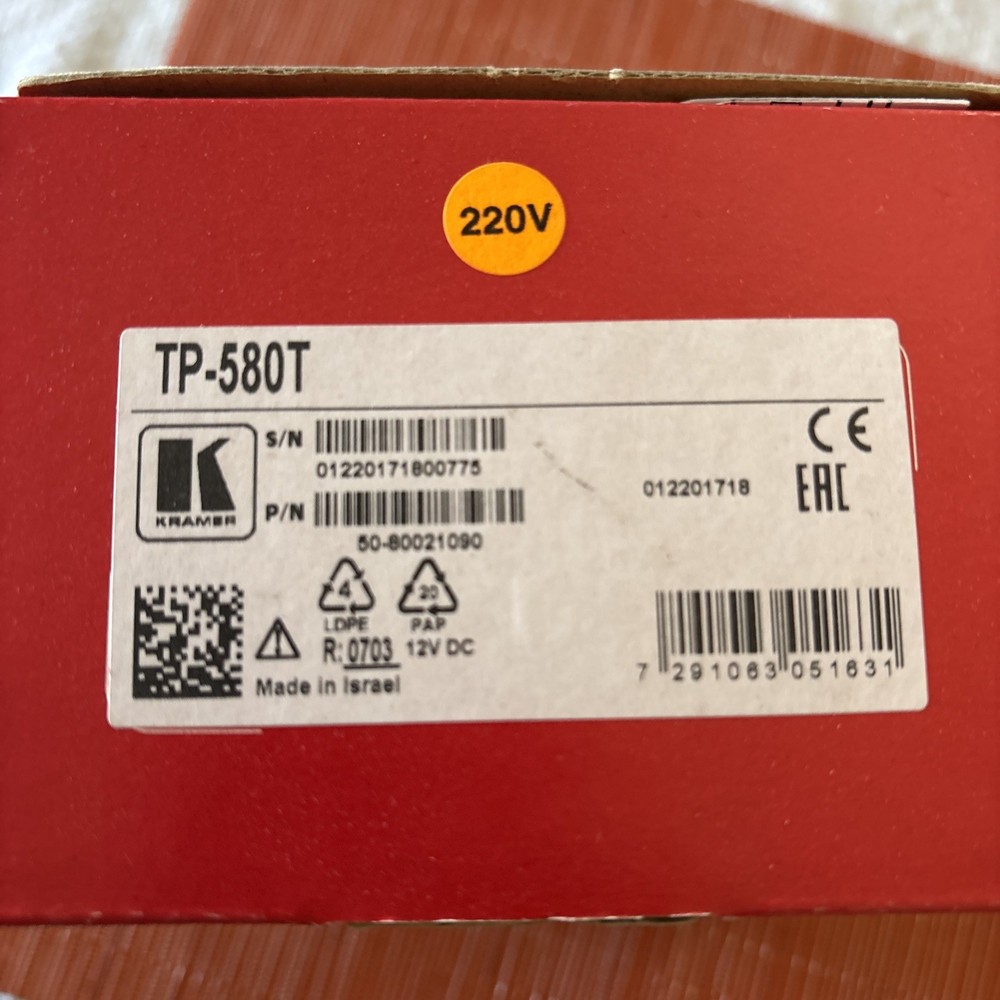 220V
TP-580T
S/N
01220171800775
KRAMER
P/N
50-80021090
012201718
CE
EAC
4
LDPE
20
PAP
R: 0703 12V DC
Made in Israel
7 291063 051631